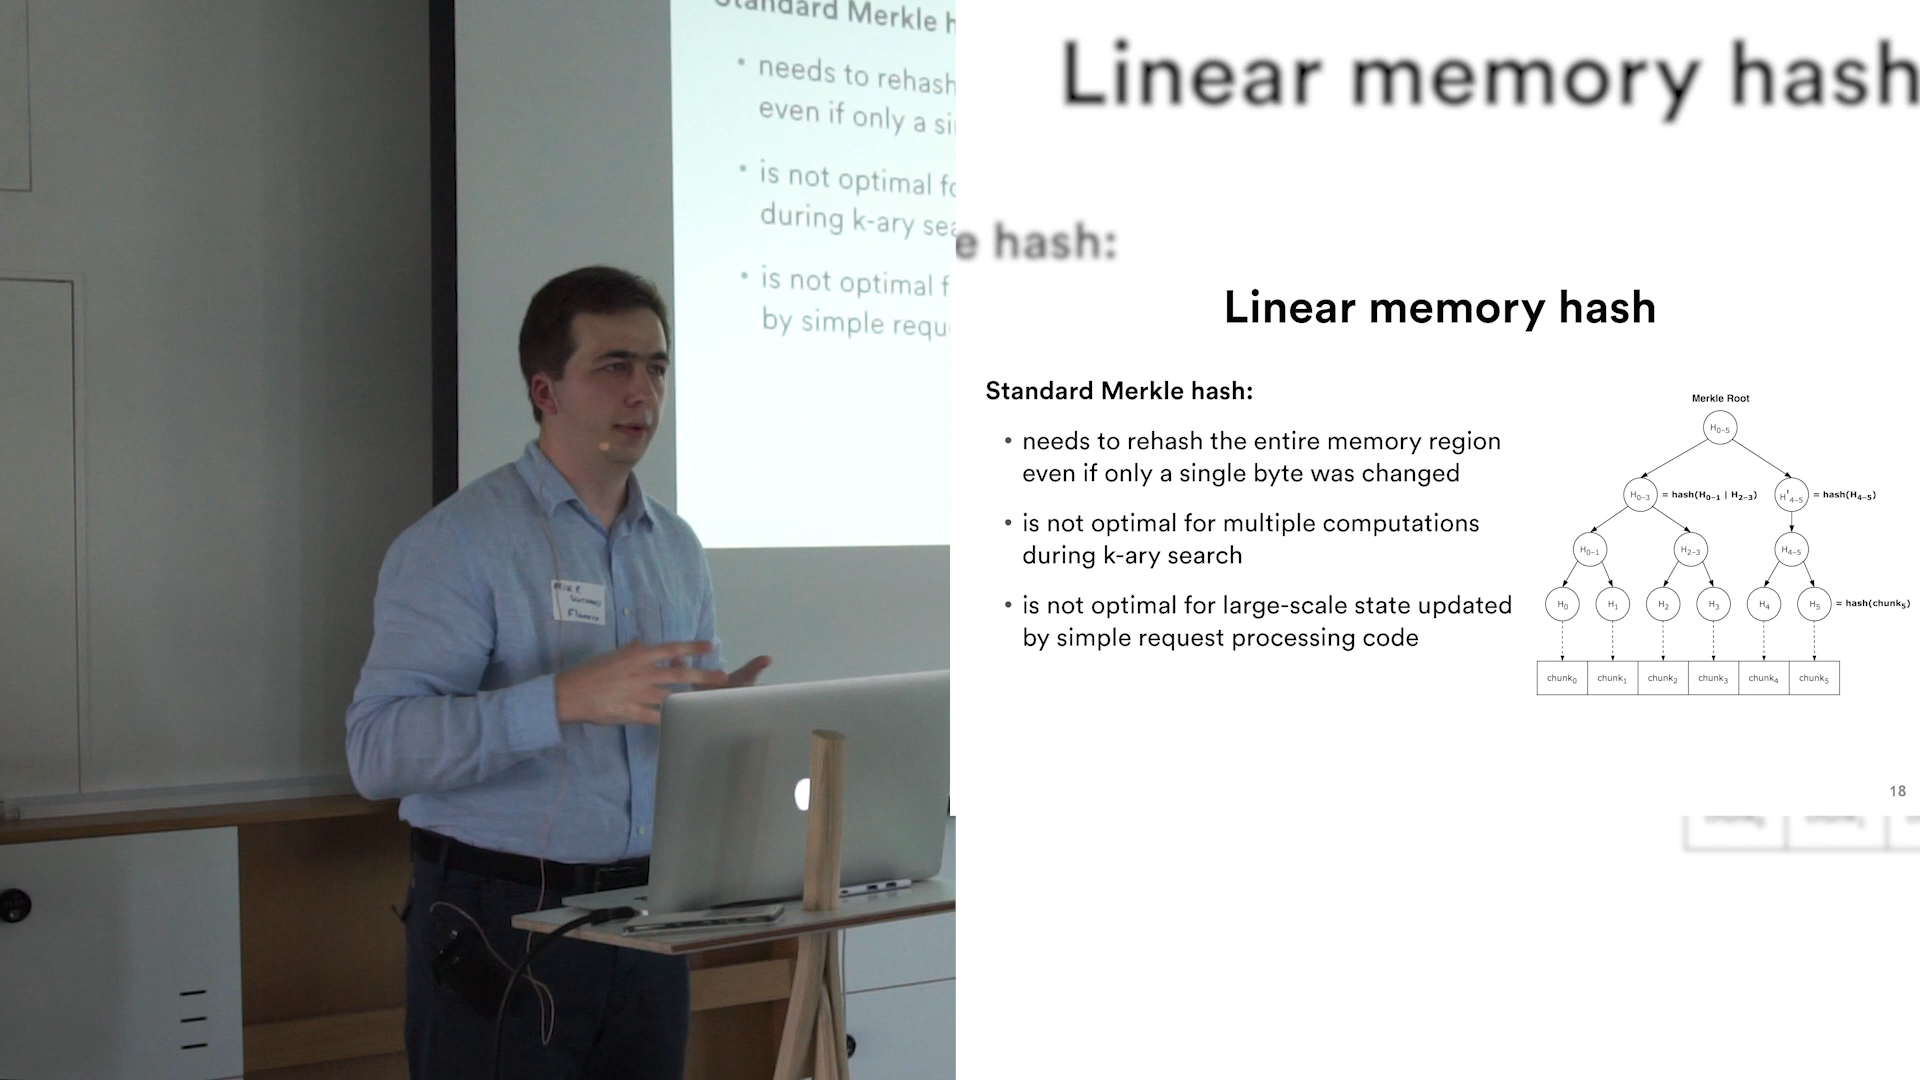 Standard Merkle h
needs to rehash
even if only a si
is not optimal fo
during k-ary sea
is not optimal f
by simple requ
MIKE
Linear memory hash
e hash:
Linear memory hash
Standard Merkle hash:
• needs to rehash the entire memory region
even if only a single byte was changed
• is not optimal for multiple computations
during k-ary search
• is not optimal for large-scale state updated
by simple request processing code
Merkle Root
H0-5
H0-3 = hash(H0-1 | H2-3) H'4-5 = hash(H4-5)
H0-1 H2-3 H4-5
H0 H1 H2 H3 H4 H5 = hash(chunk5)
chunk0 chunk1 chunk2 chunk3 chunk4 chunk5
18